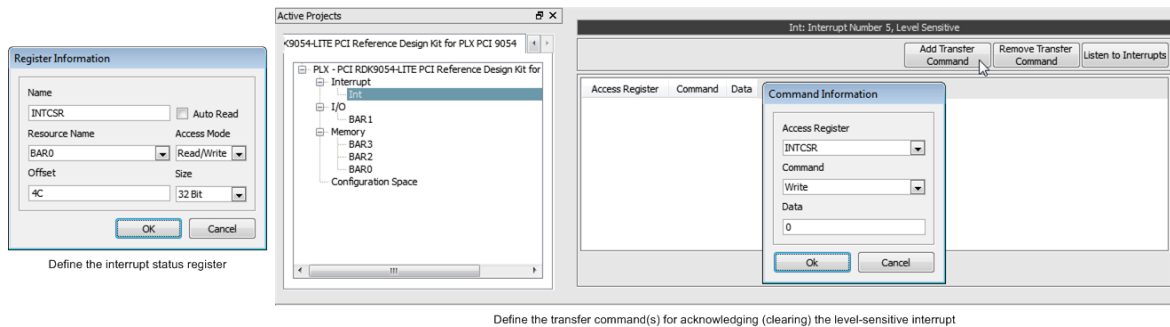 Register Information
Name
INTCSR
Auto Read
Resource Name
Access Mode
BAR0
Read/Write
Offset
Size
4C
32 Bit
OK
Cancel
Define the interrupt status register
Active Projects
<9054-LITE PCI Reference Design Kit for PLX PCI 9054
PLX - PCI RDK9054-LITE PCI Reference Design Kit for
Interrupt
Int
I/O
BAR1
Memory
BAR3
BAR2
BAR0
Configuration Space
Int: Interrupt Number 5, Level Sensitive
Add Transfer
Command
Remove Transfer
Command
Listen to Interrupts
Access Register
Command
Data
Command Information
Access Register
INTCSR
Command
Write
Data
0
Ok
Cancel
Define the transfer command(s) for acknowledging (clearing) the level-sensitive interrupt